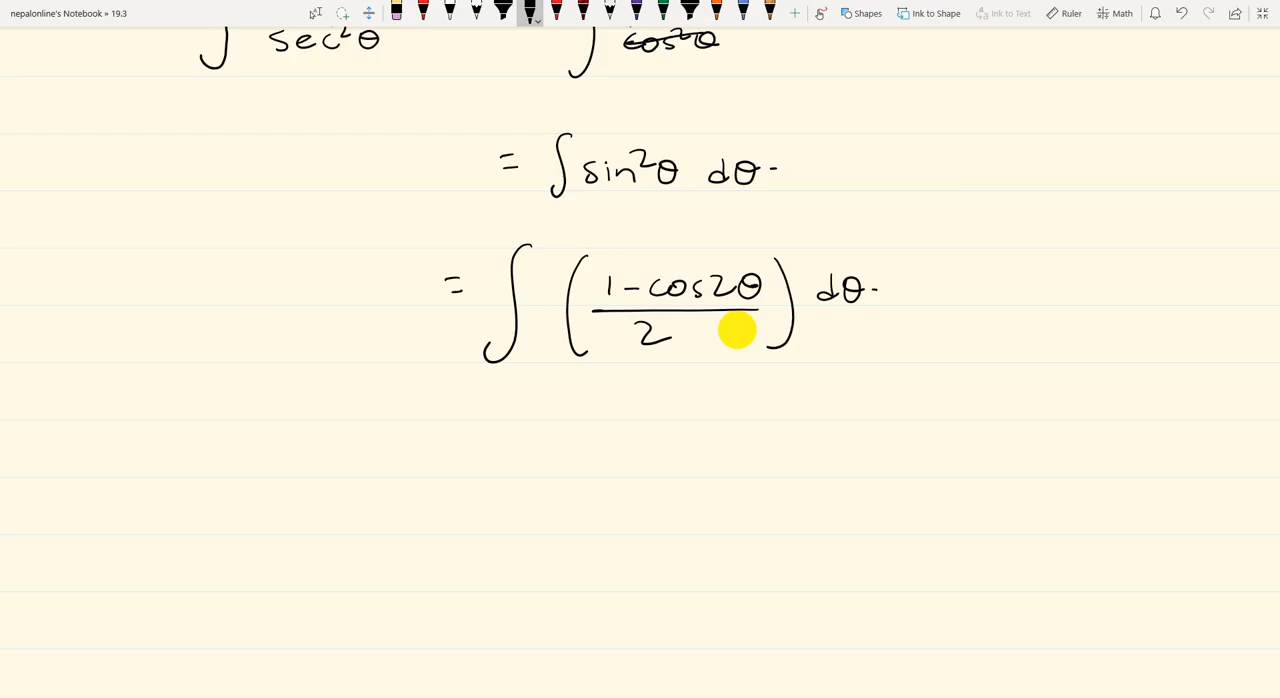 nepalonline's Notebook » 19.3 Shapes Ink to Shape Ink to Text Ruler Math
∫ sec²θ ∫ cos²θ
= ∫ sin²θ dθ.
= ∫ (1 - cos2θ / 2) dθ.